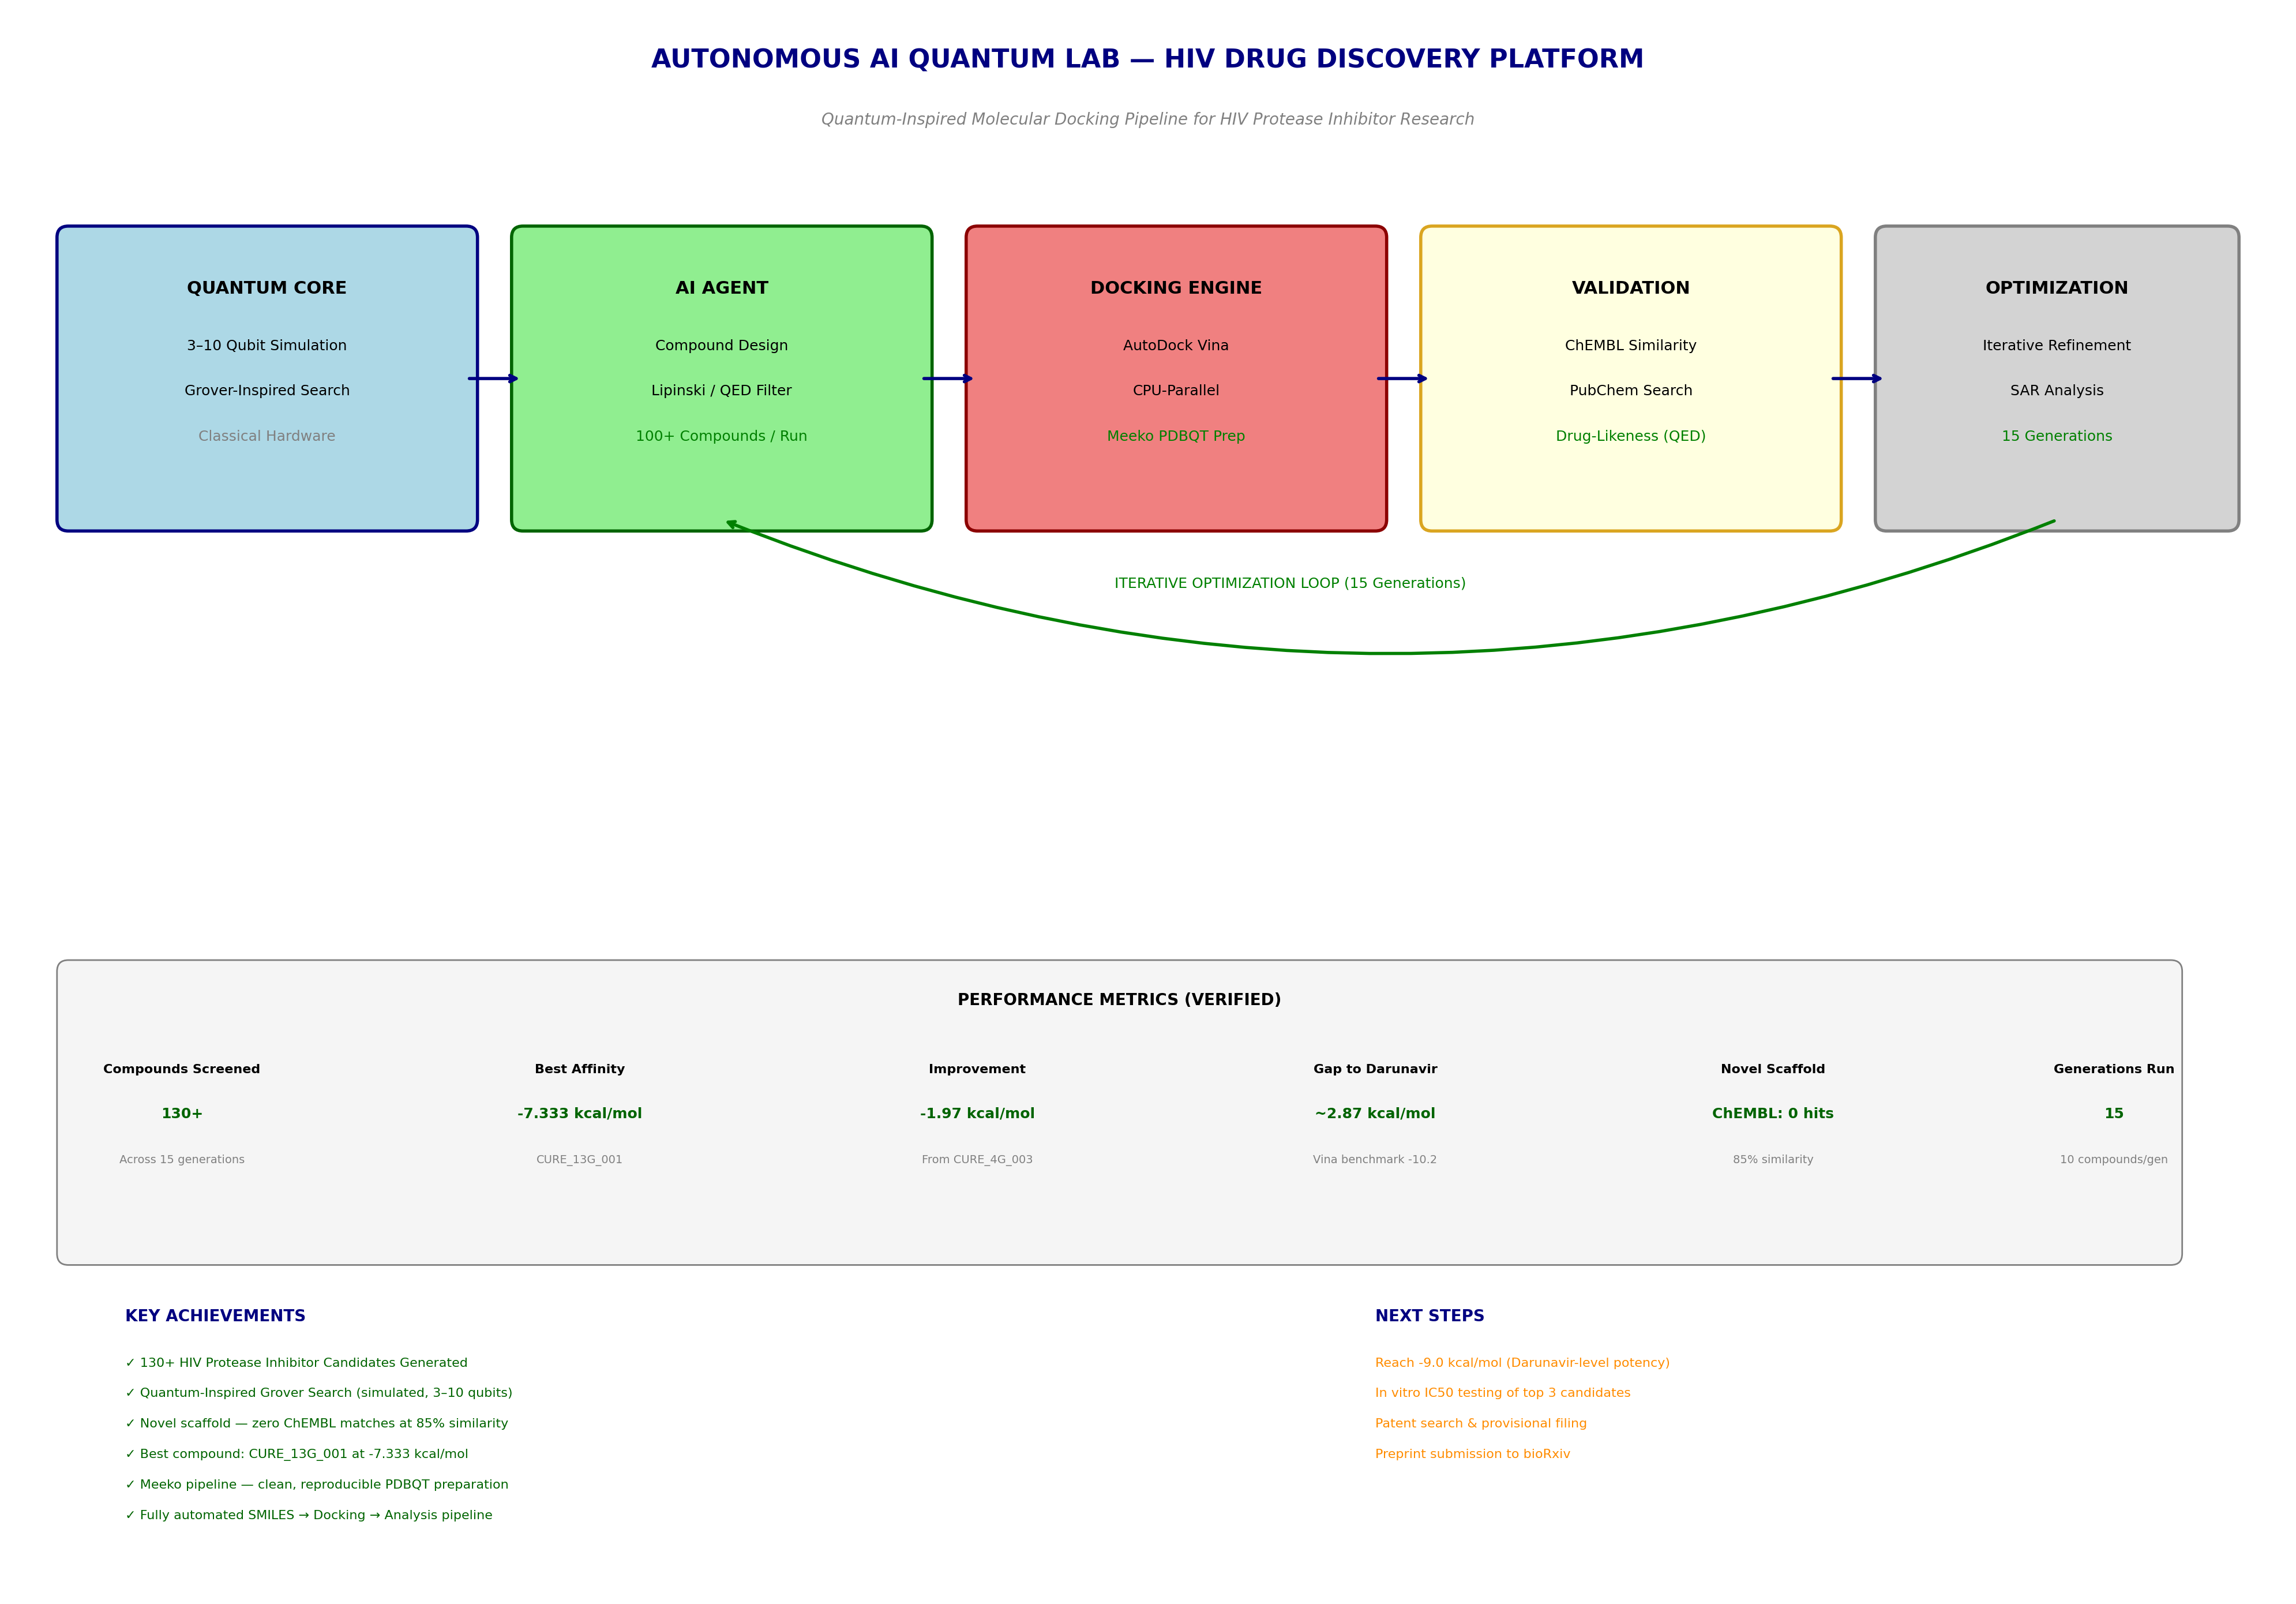 AUTONOMOUS AI QUANTUM LAB — HIV DRUG DISCOVERY PLATFORM
Quantum-Inspired Molecular Docking Pipeline for HIV Protease Inhibitor Research
QUANTUM CORE
3–10 Qubit Simulation
Grover-Inspired Search
Classical Hardware
AI AGENT
Compound Design
Lipinski / QED Filter
100+ Compounds / Run
DOCKING ENGINE
AutoDock Vina
CPU-Parallel
Meeko PDBQT Prep
VALIDATION
ChEMBL Similarity
PubChem Search
Drug-Likeness (QED)
OPTIMIZATION
Iterative Refinement
SAR Analysis
15 Generations
ITERATIVE OPTIMIZATION LOOP (15 Generations)
PERFORMANCE METRICS (VERIFIED)
Compounds Screened
130+
Across 15 generations
Best Affinity
-7.333 kcal/mol
CURE_13G_001
Improvement
-1.97 kcal/mol
From CURE_4G_003
Gap to Darunavir
~2.87 kcal/mol
Vina benchmark -10.2
Novel Scaffold
ChEMBL: 0 hits
85% similarity
Generations Run
15
10 compounds/gen
KEY ACHIEVEMENTS
✓ 130+ HIV Protease Inhibitor Candidates Generated
✓ Quantum-Inspired Grover Search (simulated, 3–10 qubits)
✓ Novel scaffold — zero ChEMBL matches at 85% similarity
✓ Best compound: CURE_13G_001 at -7.333 kcal/mol
✓ Meeko pipeline — clean, reproducible PDBQT preparation
✓ Fully automated SMILES → Docking → Analysis pipeline
NEXT STEPS
Reach -9.0 kcal/mol (Darunavir-level potency)
In vitro IC50 testing of top 3 candidates
Patent search & provisional filing
Preprint submission to bioRxiv